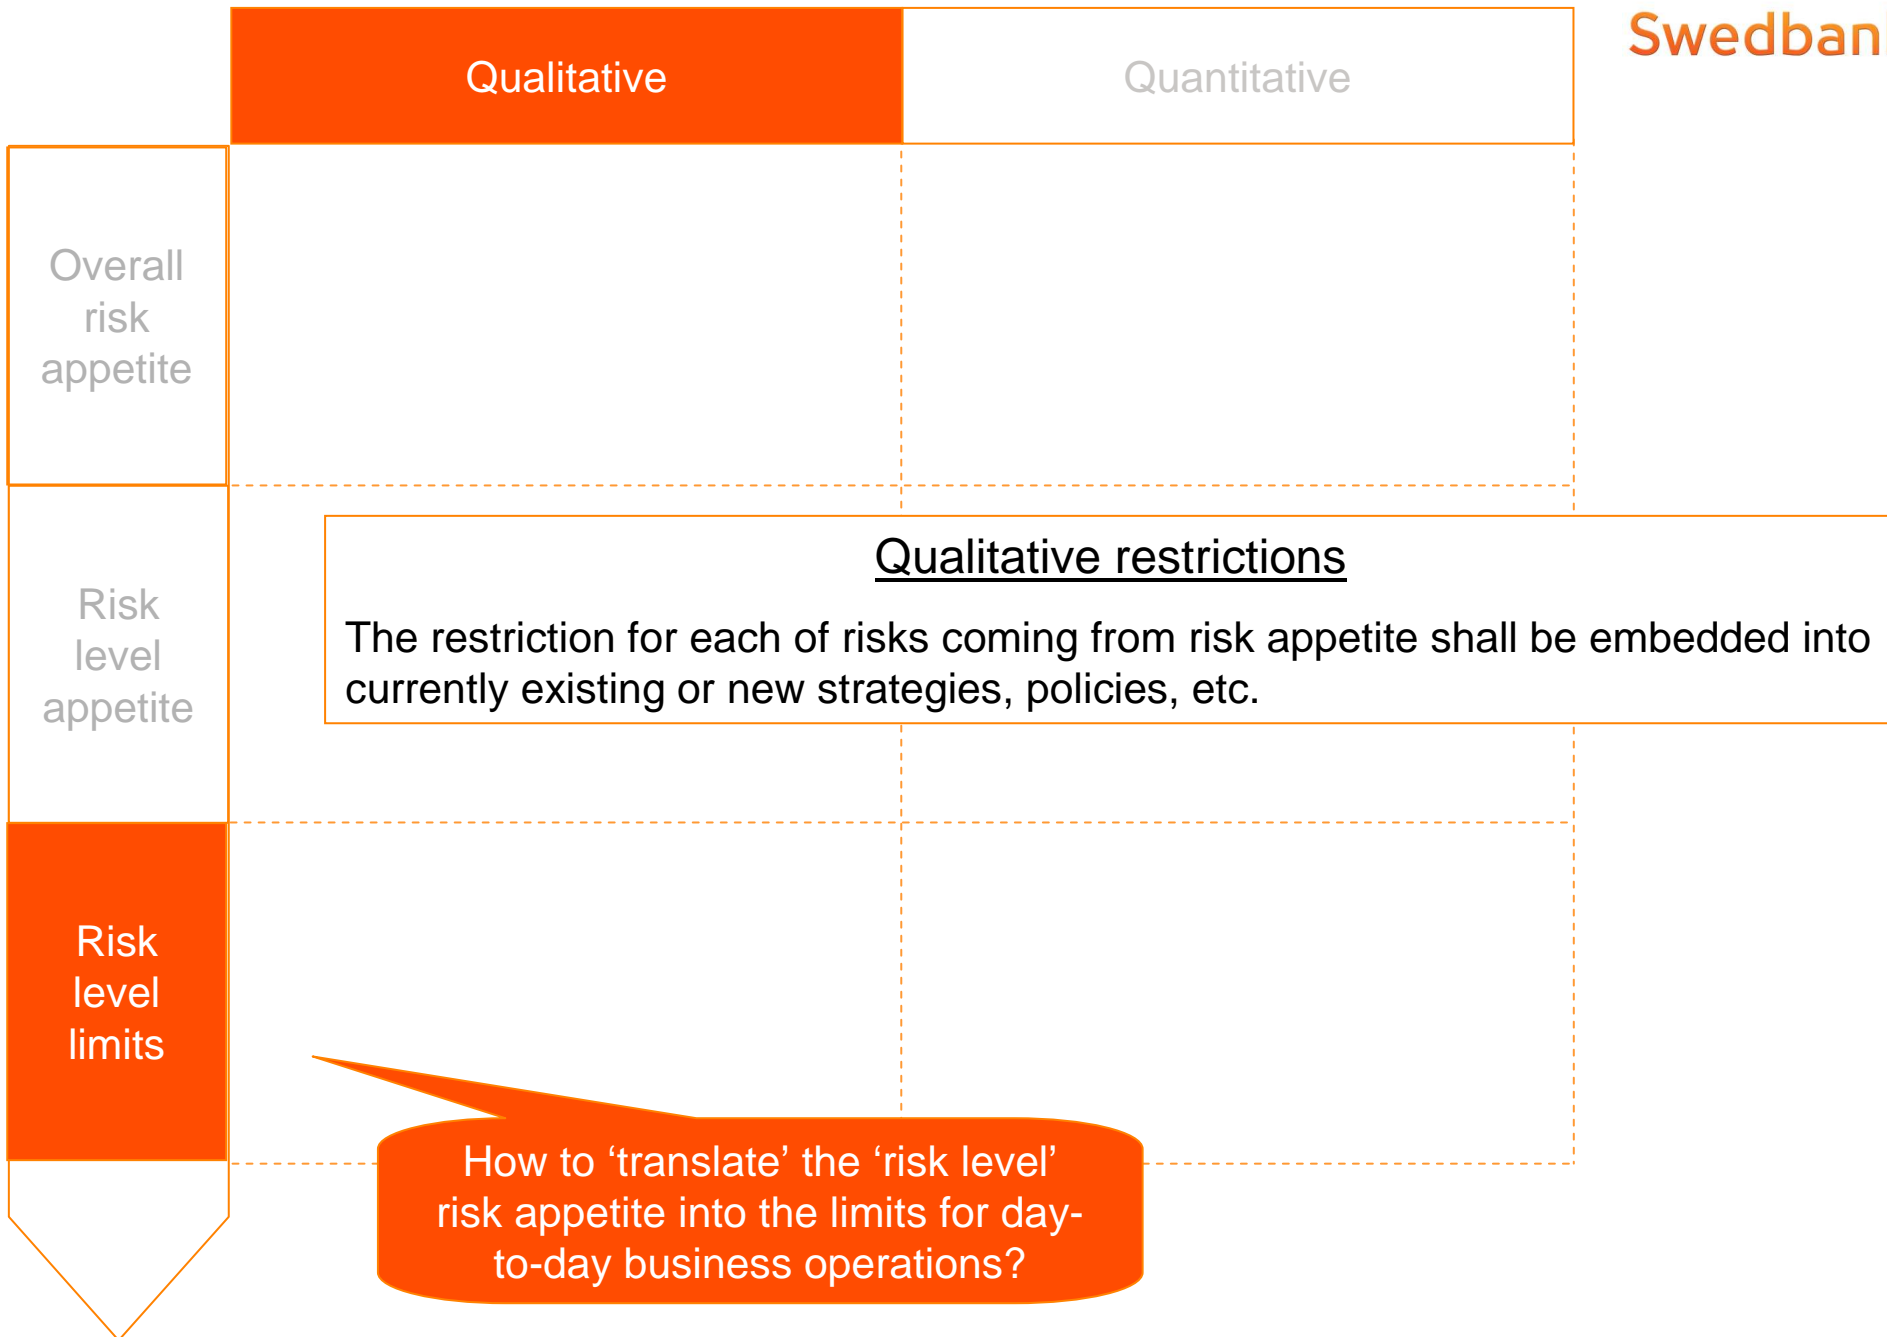 Swedban
Qualitative
Quantitative
Overall
risk
appetite
Risk
level
appetite
Qualitative restrictions
The restriction for each of risks coming from risk appetite shall be embedded into
currently existing or new strategies, policies, etc.
Risk
level
limits
How to ‘translate’ the ‘risk level’
risk appetite into the limits for day-
to-day business operations?